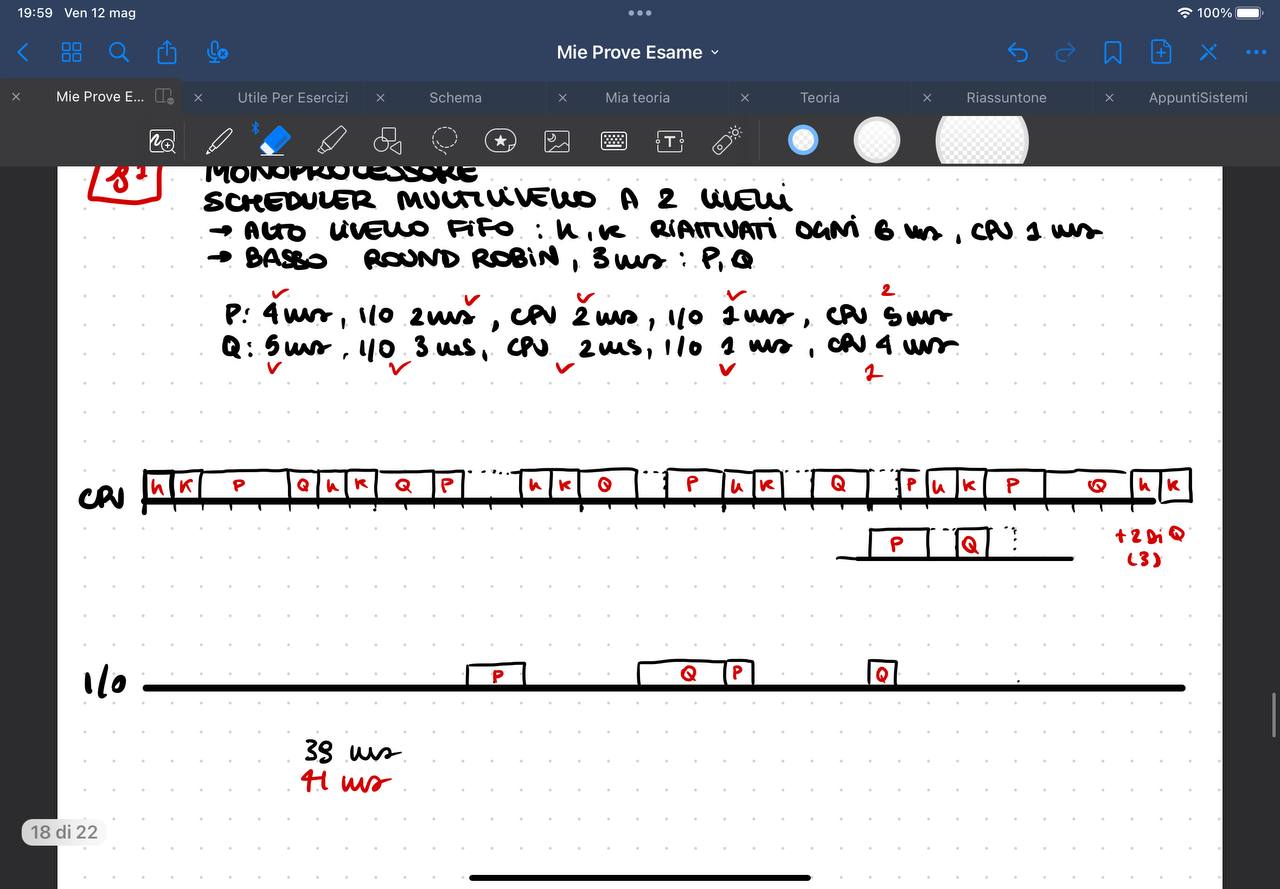 19:59 Ven 12 mag
100%
Mie Prove Esame
Mie Prove E...
Utile Per Esercizi
Schema
Mia teoria
Teoria
Riassuntone
AppuntiSistemi
MONOPROCESSORE
SCHEDULER MULTILIVELLO A 2 LIVELLI
→ ALTO LIVELLO FIFO : h, k RIATTIVATI OGNI 6 ms, CPU 1 ms
→ BASSO ROUND ROBIN, 3 ms : P, Q
2
P: 4 ms, I/O 2 ms, CPU 2 ms, I/O 1 ms, CPU 5 ms
Q: 5 ms, I/O 3 ms, CPU 2 ms, I/O 1 ms, CPU 4 ms
2
CPU h K P Q h K Q P h K Q P h K Q P h K P Q h K
P Q
+2 DI Q
(3)
I/O P Q P Q
39 ms
41 ms
18 di 22